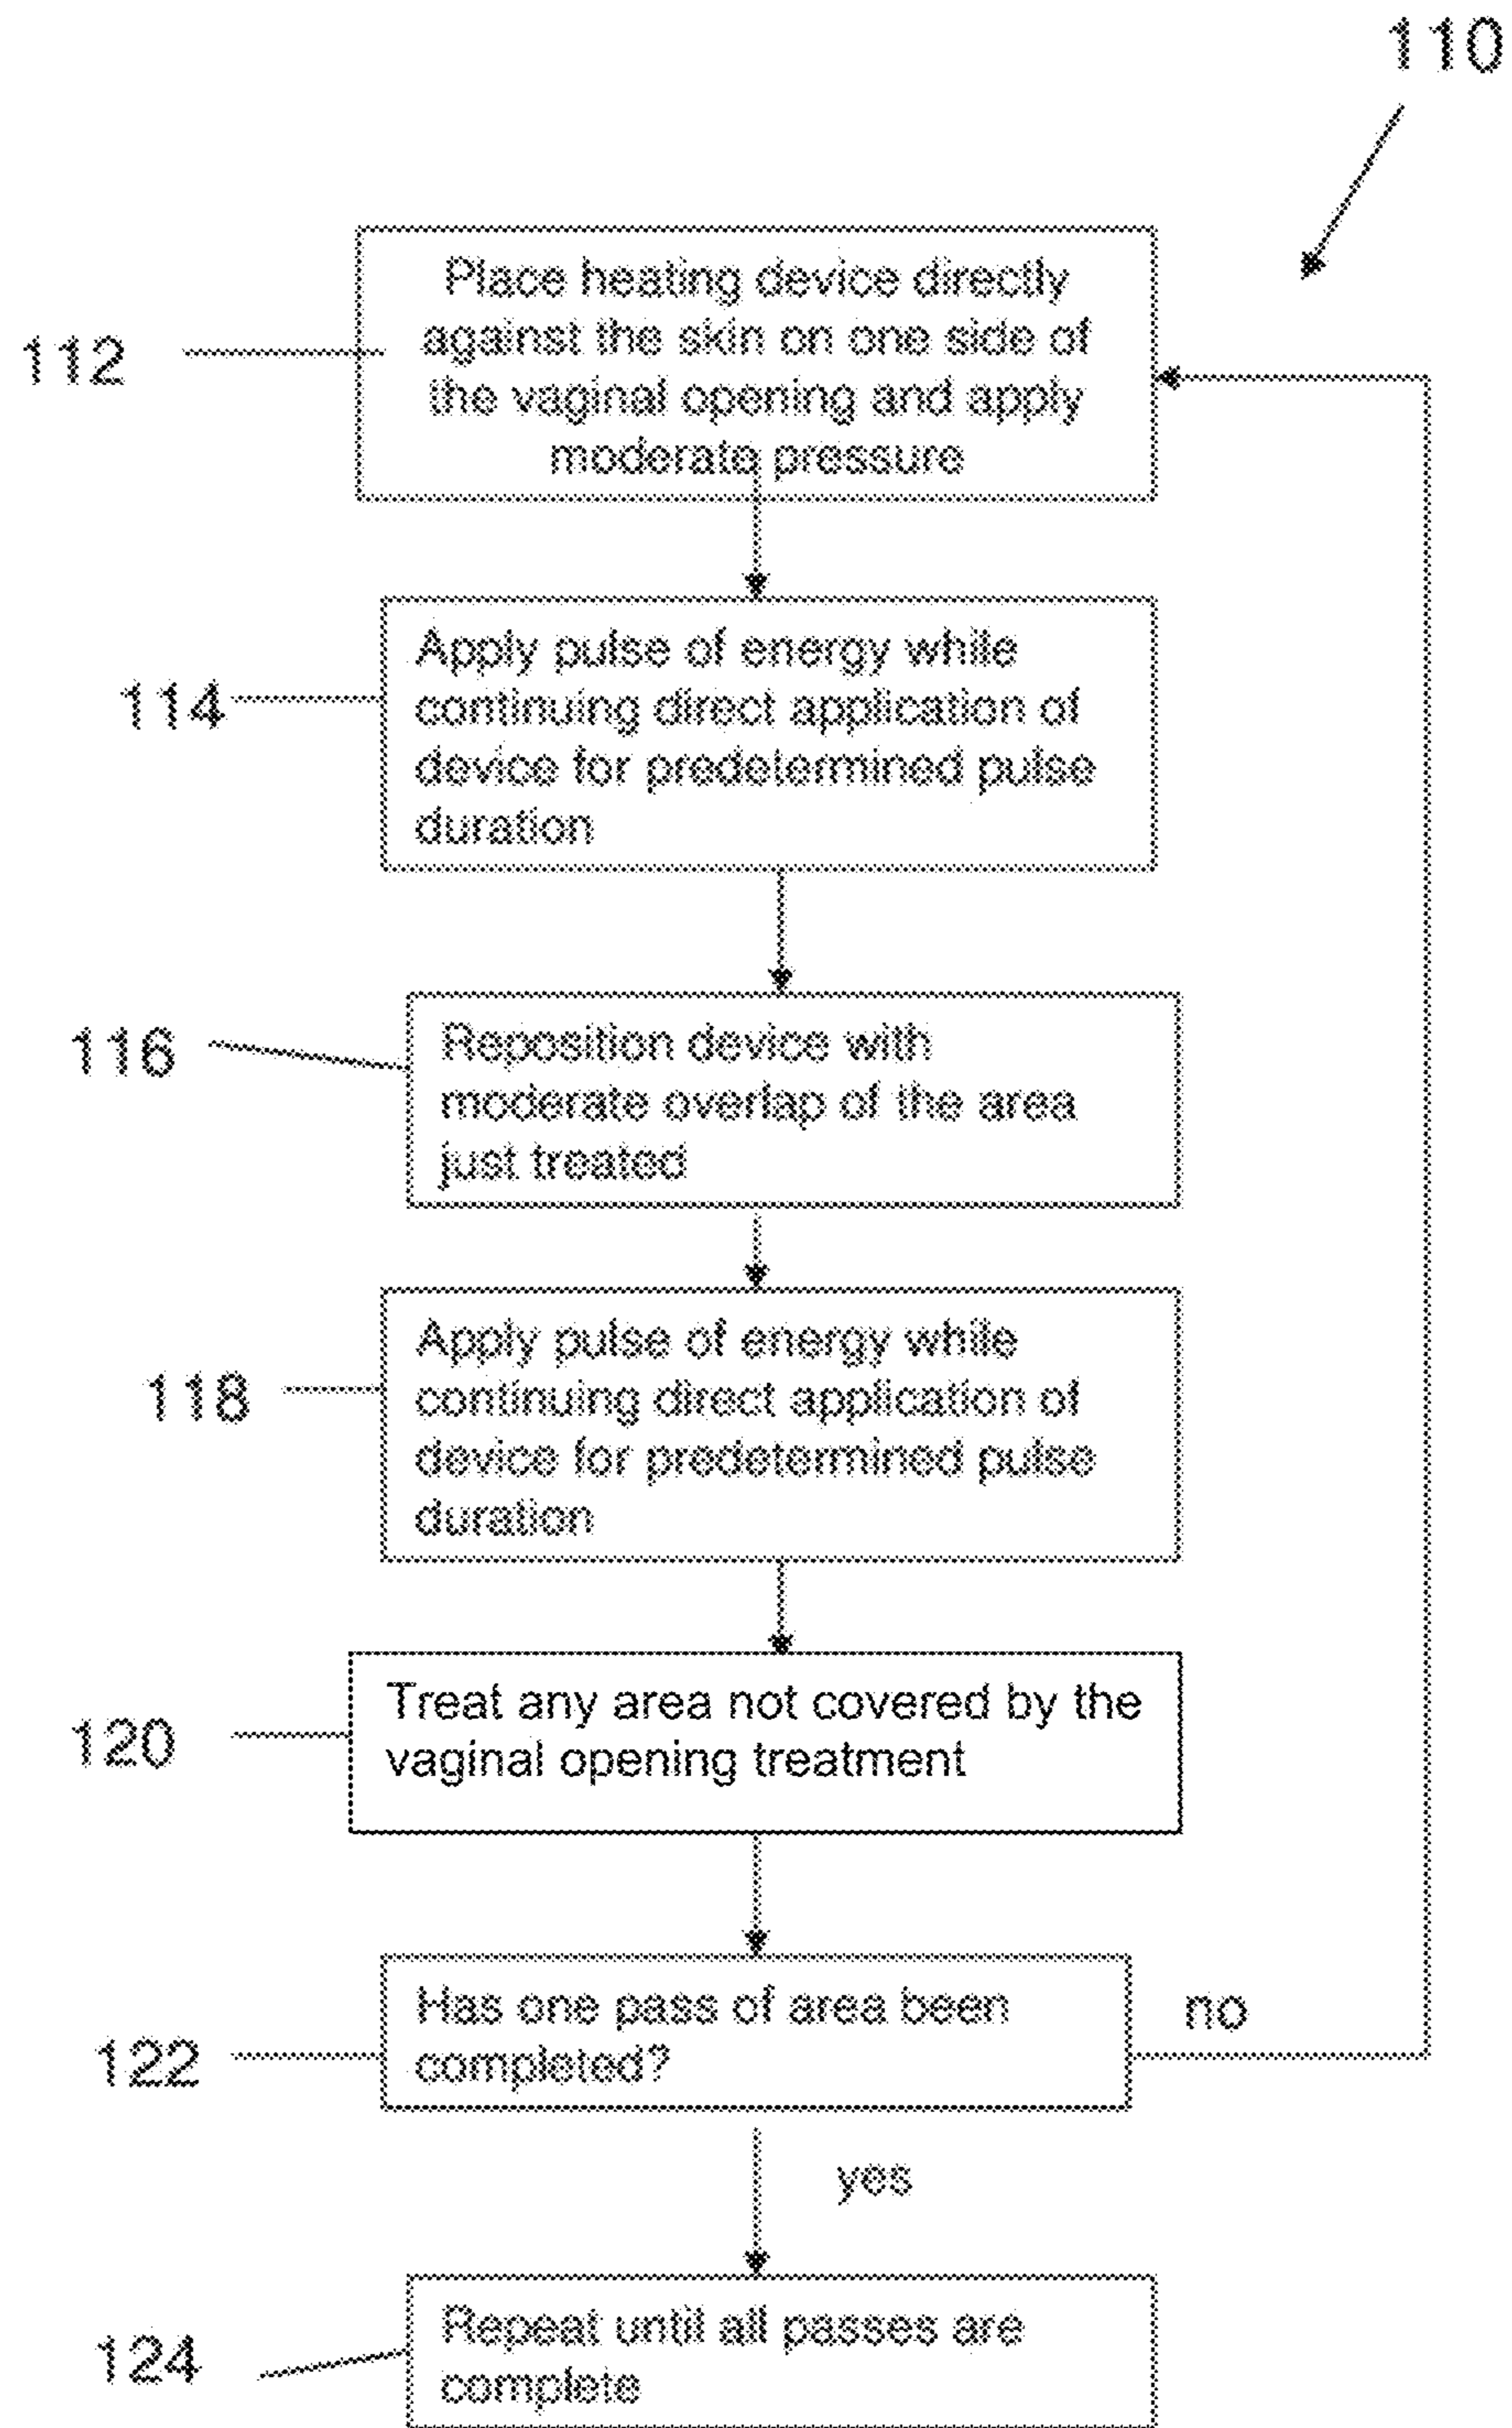 110
112
Place heating device directly
against the skin on one side of
the vaginal opening and apply
moderate pressure
114
Apply pulse of energy while
continuing direct application of
device for predetermined pulse
duration
116
Reposition device with
moderate overlap of the area
just treated
118
Apply pulse of energy while
continuing direct application of
device for predetermined pulse
duration
120
Treat any area not covered by the
vaginal opening treatment
122
Has one pass of area been
completed?
no
yes
124
Repeat until all passes are
complete